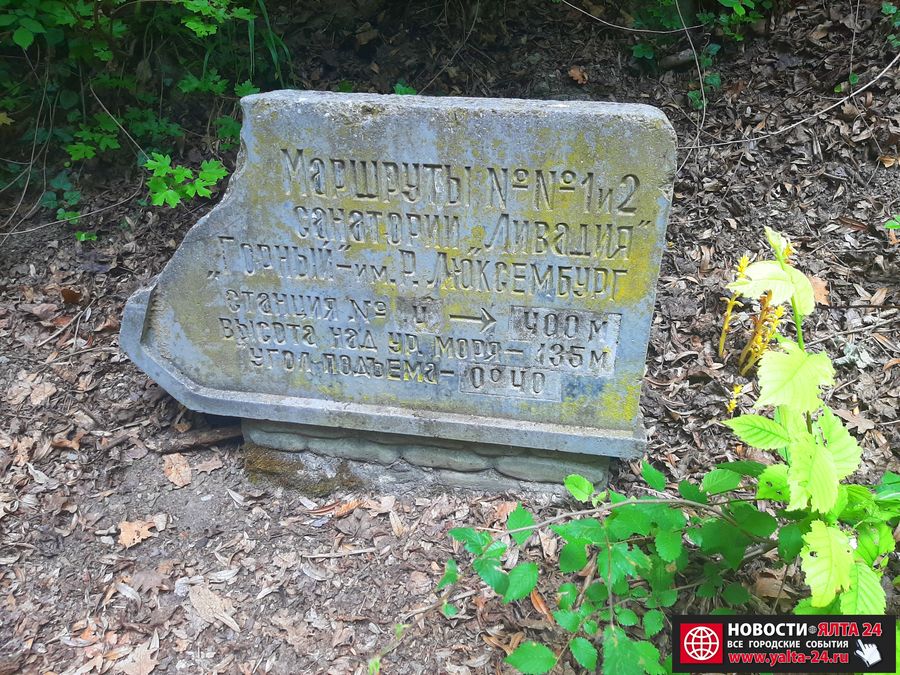 Маршруты №№1и2
санатории „Ливадия"
„Горный"-им.Р.Люксембург
станция № 4 → 400м
высота над ур. моря-135м
угол подъема-0°40
НОВОСТИ ЯЛТА 24
ВСЕ ГОРОДСКИЕ СОБЫТИЯ
www.yalta-24.ru